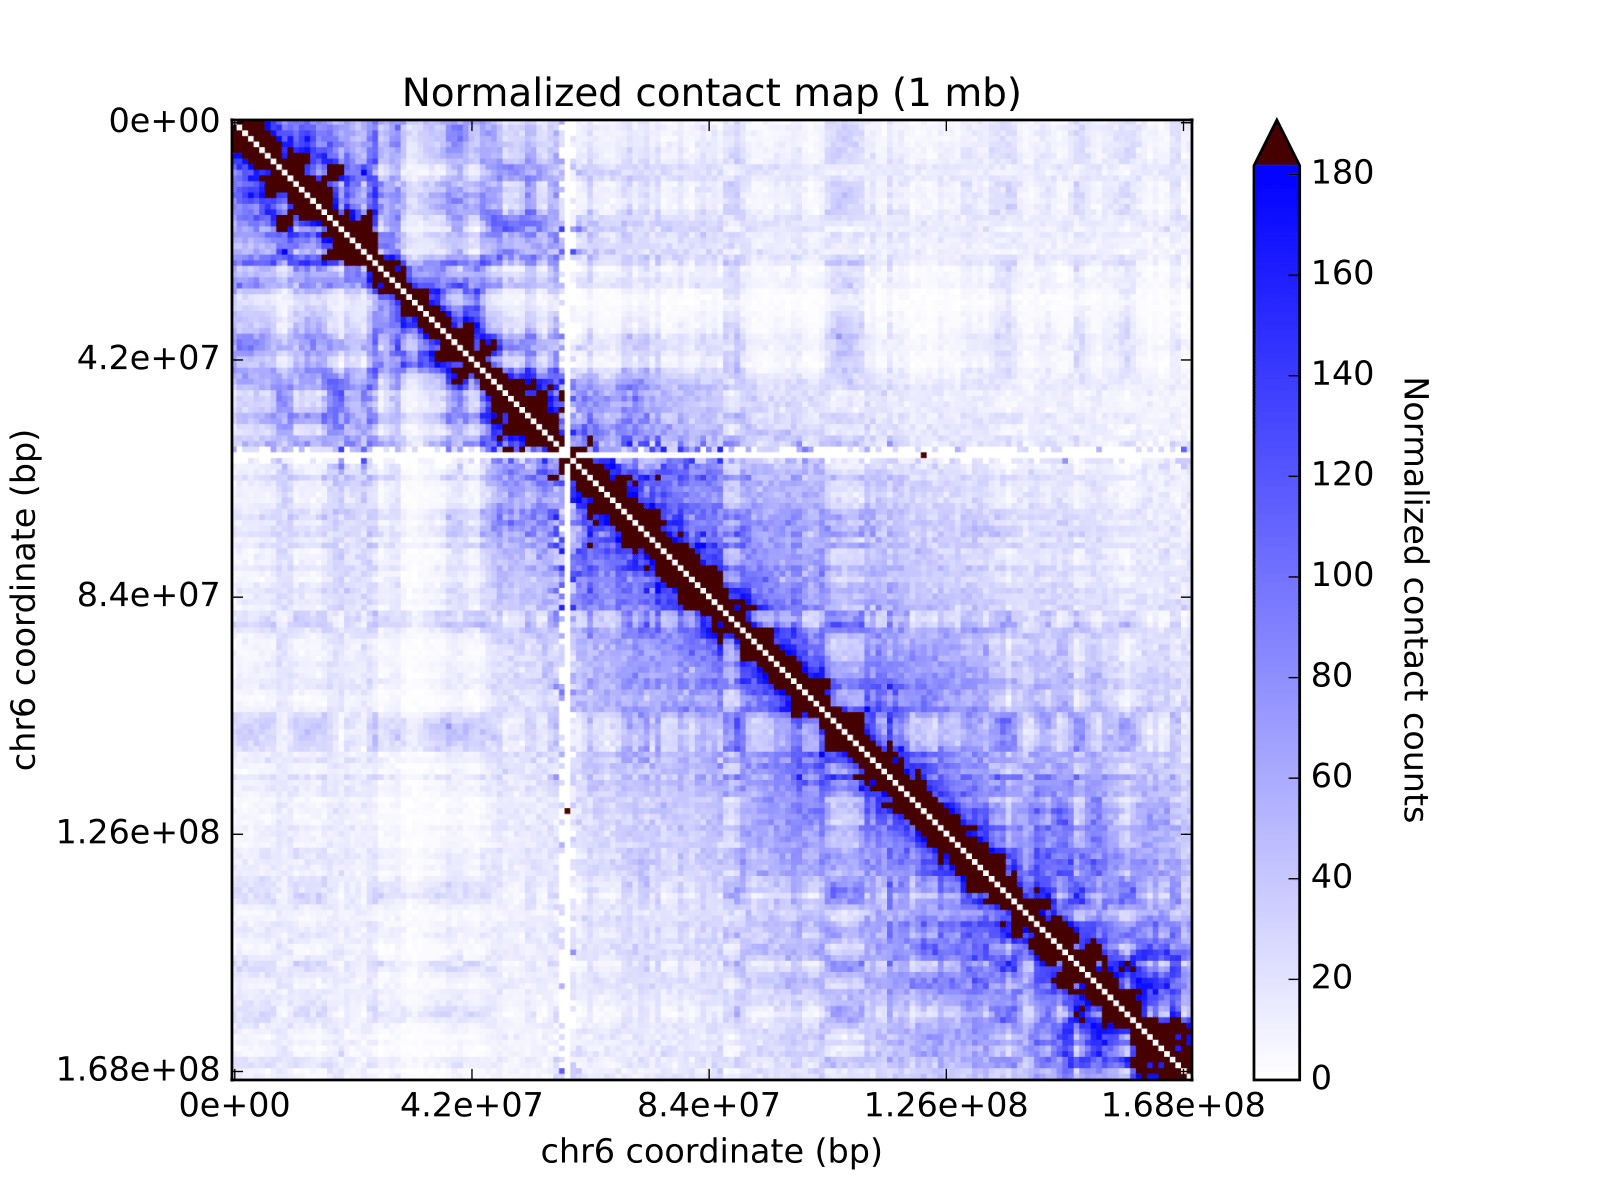 Normalized contact map (1 mb)
0e+00
4.2e+07
8.4e+07
1.26e+08
1.68e+08
chr6 coordinate (bp)
0e+00
4.2e+07
8.4e+07
1.26e+08
1.68e+08
chr6 coordinate (bp)
180
160
140
120
100
80
60
40
20
0
Normalized contact counts